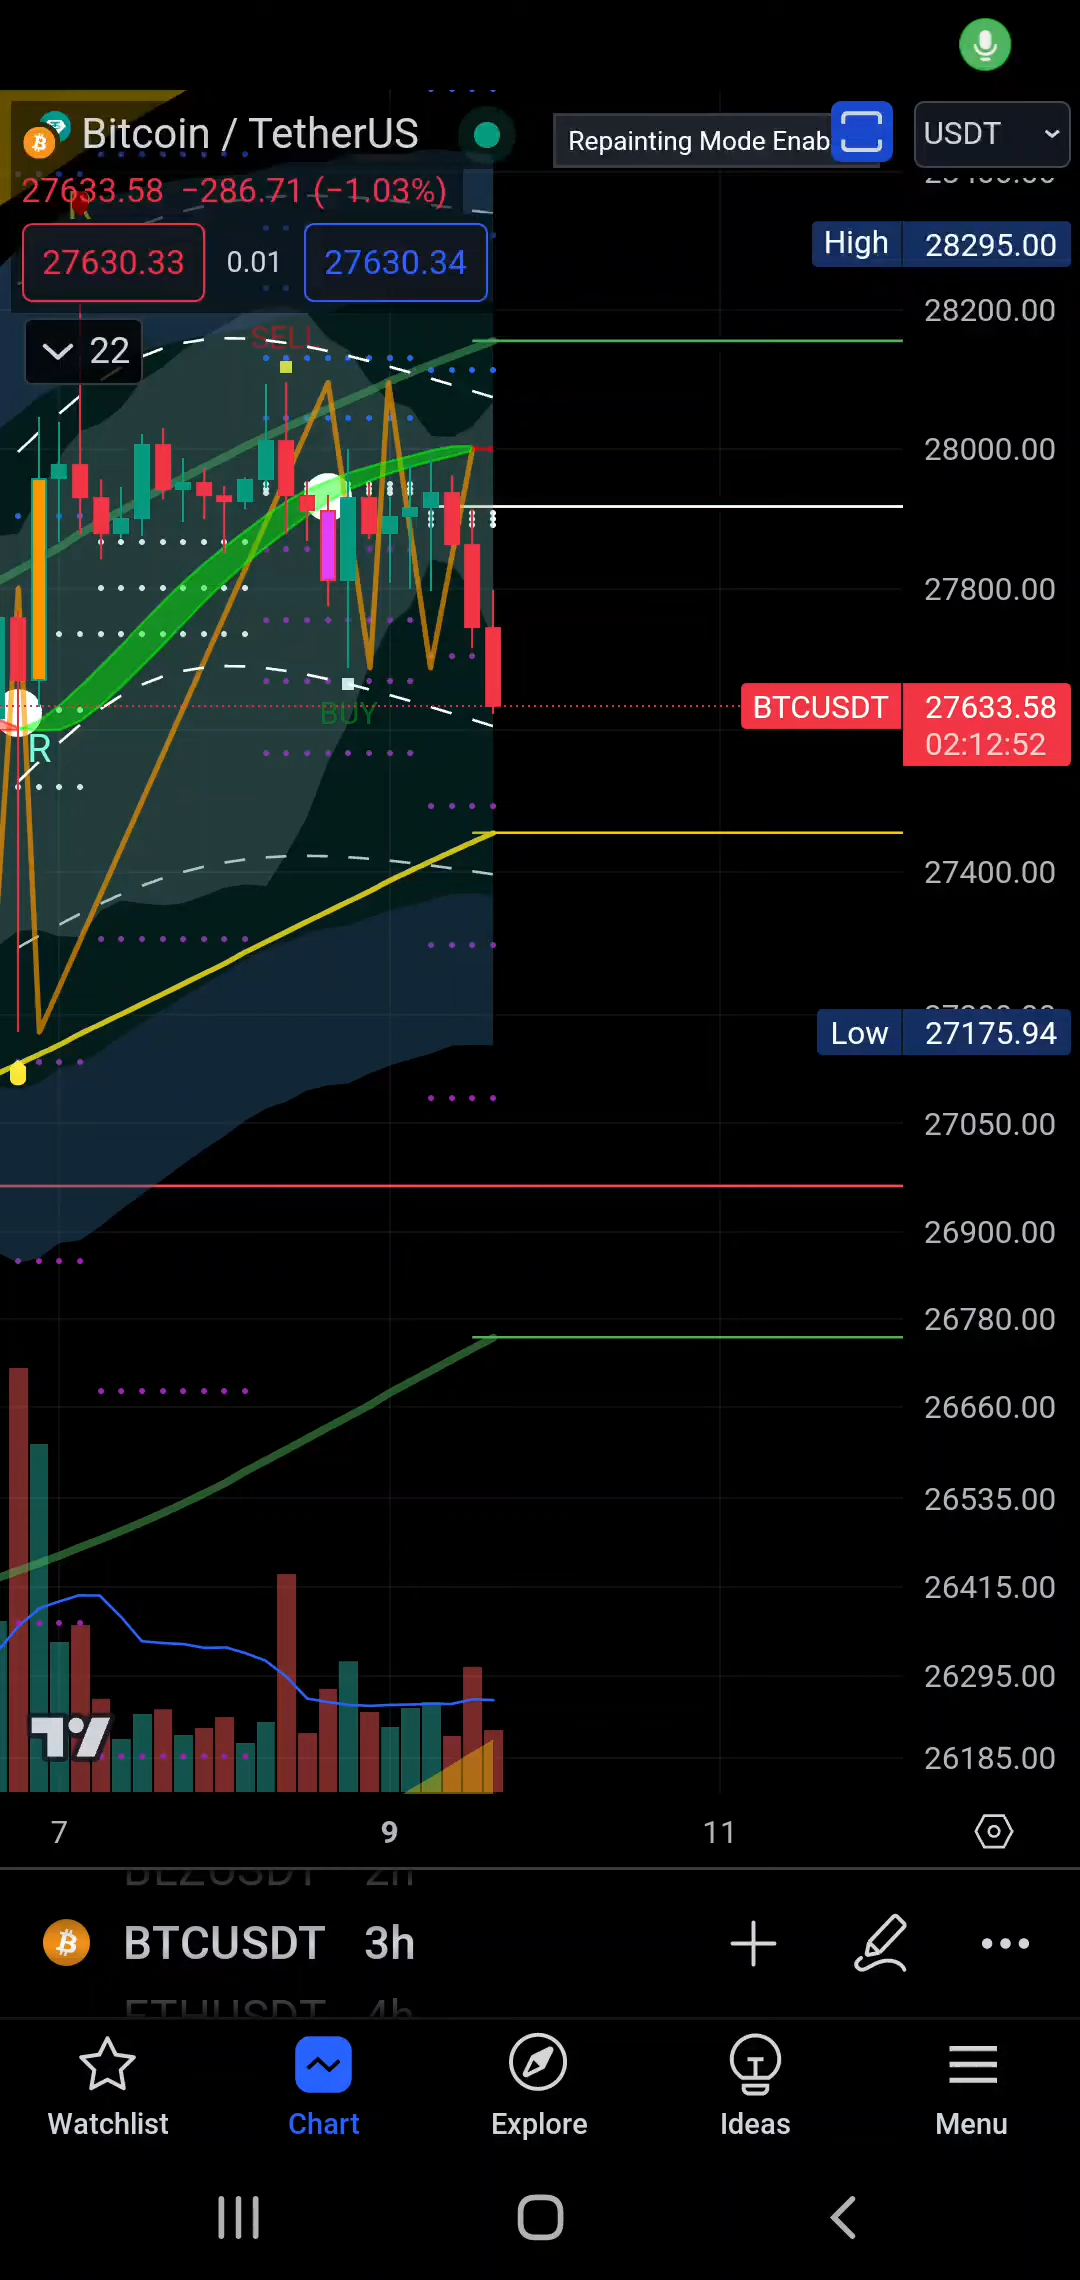 Bitcoin / TetherUS
Repainting Mode Enab
USDT
27633.58 −286.71 (−1.03%)
27630.33 0.01 27630.34
High 28295.00
28200.00
SELL
22
28000.00
27800.00
BTCUSDT 27633.58
02:12:52
BUY
R
27400.00
Low 27175.94
27050.00
26900.00
26780.00
26660.00
26535.00
26415.00
26295.00
26185.00
7 9 11
BTCUSDT 3h
ETHUSDT 4h
Watchlist
Chart
Explore
Ideas
Menu